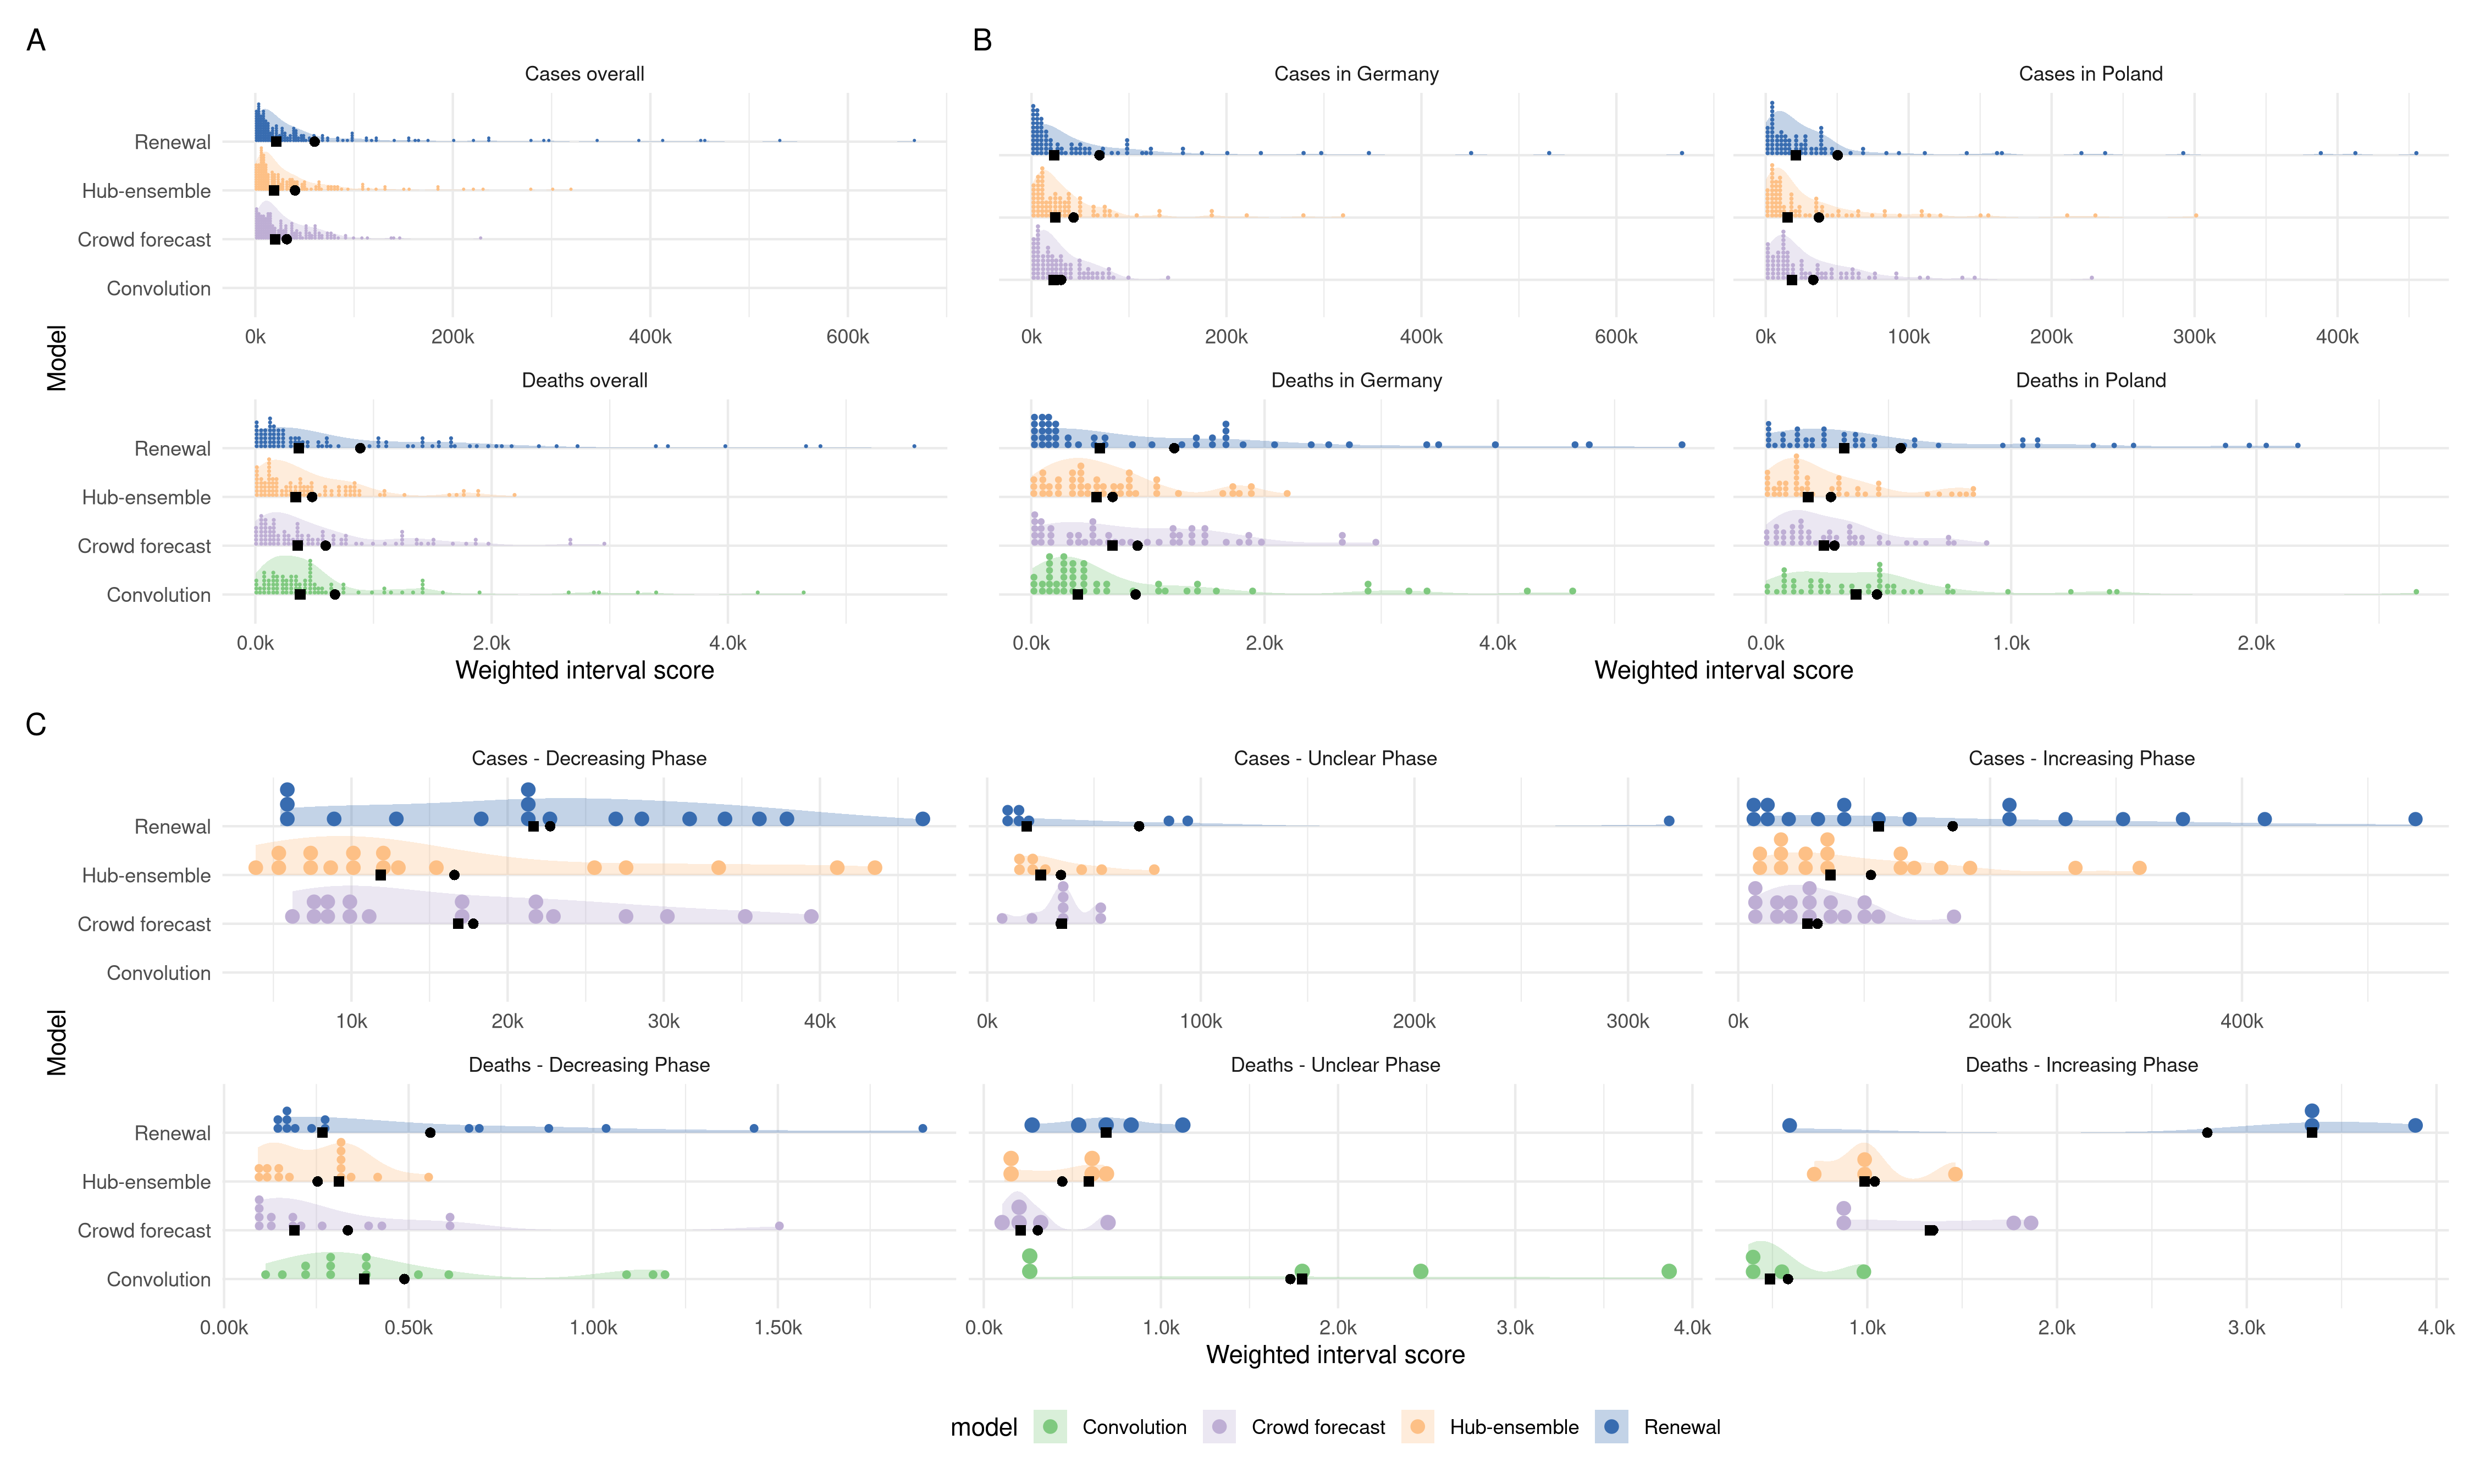 A
B
Cases overall
Cases in Germany
Cases in Poland
Renewal
Hub-ensemble
Crowd forecast
Convolution
0k 200k 400k 600k
0k 200k 400k 600k
0k 100k 200k 300k 400k
Model
Deaths overall
Deaths in Germany
Deaths in Poland
Renewal
Hub-ensemble
Crowd forecast
Convolution
0.0k 2.0k 4.0k
0.0k 2.0k 4.0k
0.0k 1.0k 2.0k
Weighted interval score
Weighted interval score
C
Cases - Decreasing Phase
Cases - Unclear Phase
Cases - Increasing Phase
Renewal
Hub-ensemble
Crowd forecast
Convolution
10k 20k 30k 40k
0k 100k 200k 300k
0k 200k 400k
Model
Deaths - Decreasing Phase
Deaths - Unclear Phase
Deaths - Increasing Phase
Renewal
Hub-ensemble
Crowd forecast
Convolution
0.00k 0.50k 1.00k 1.50k
0.0k 1.0k 2.0k 3.0k 4.0k
1.0k 2.0k 3.0k 4.0k
Weighted interval score
model Convolution Crowd forecast Hub-ensemble Renewal